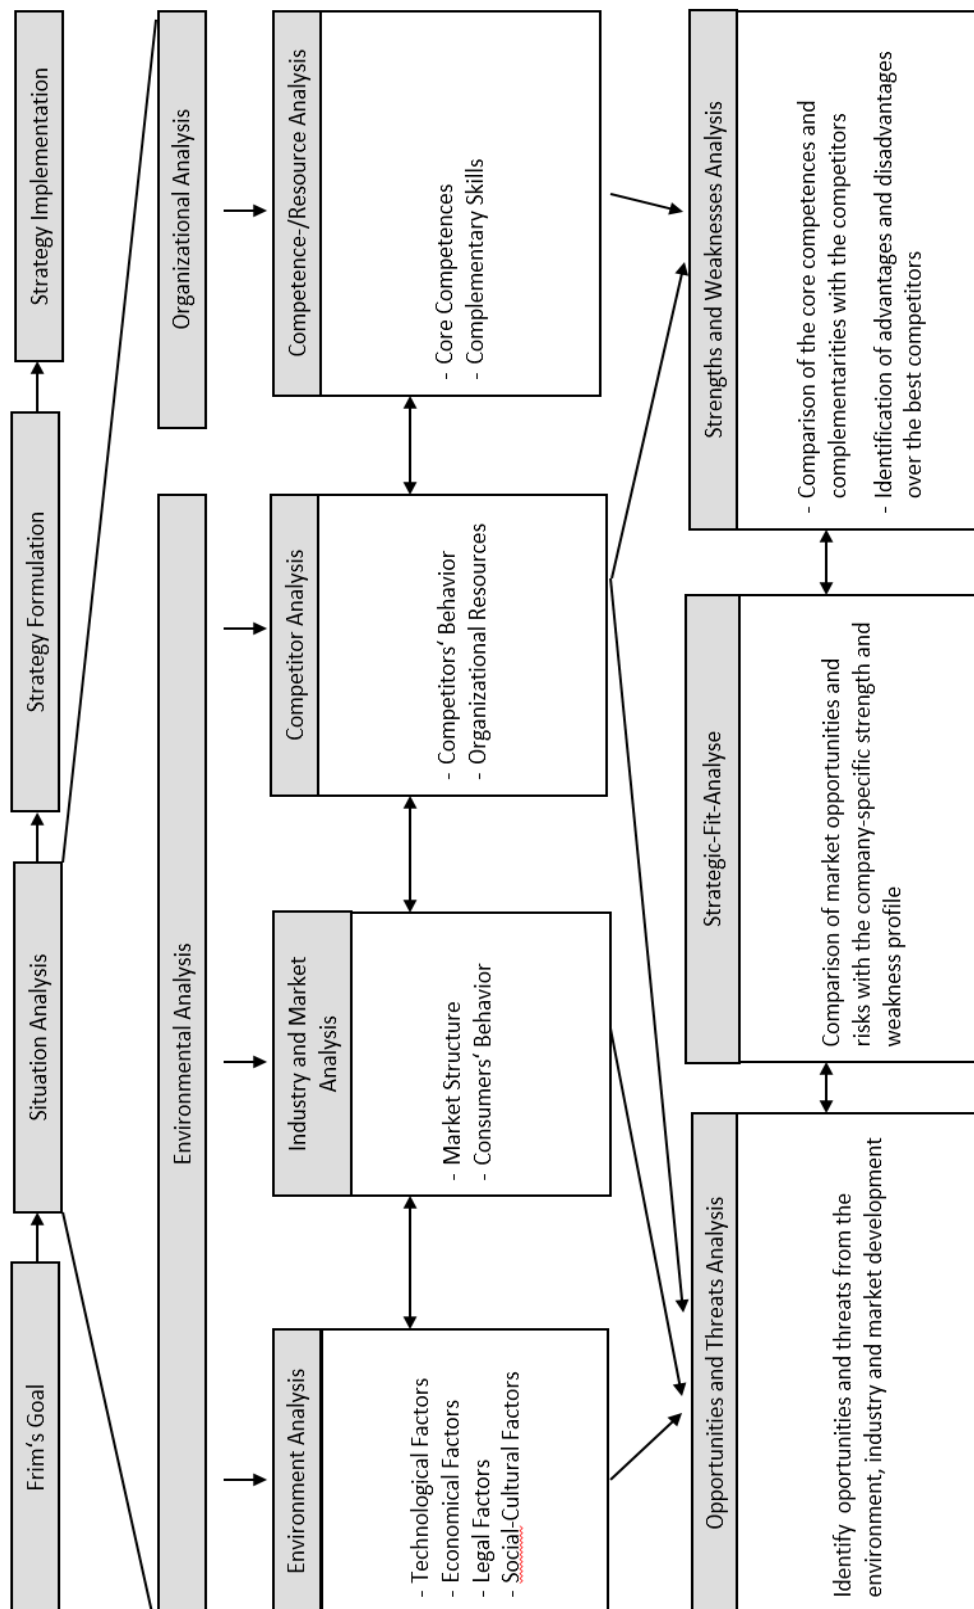 Frim‘s Goal
Situation Analysis
Strategy Formulation
Strategy Implementation
Environmental Analysis
Organizational Analysis
Environment Analysis
- Technological Factors
- Economical Factors
- Legal Factors
- Social-Cultural Factors
Industry and Market
Analysis
- Market Structure
- Consumers‘ Behavior
Competitor Analysis
- Competitors‘ Behavior
- Organizational Resources
Competence-/Resource Analysis
- Core Competences
- Complementary Skills
Opportunities and Threats Analysis
Identify oportunities and threats from the
environment, industry and market development
Strategic-Fit-Analyse
Comparison of market opportunities and
risks with the company-specific strength and
weakness profile
Strengths and Weaknesses Analysis
- Comparison of the core competences and
complementarities with the competitors
- Identification of advantages and disadvantages
over the best competitors